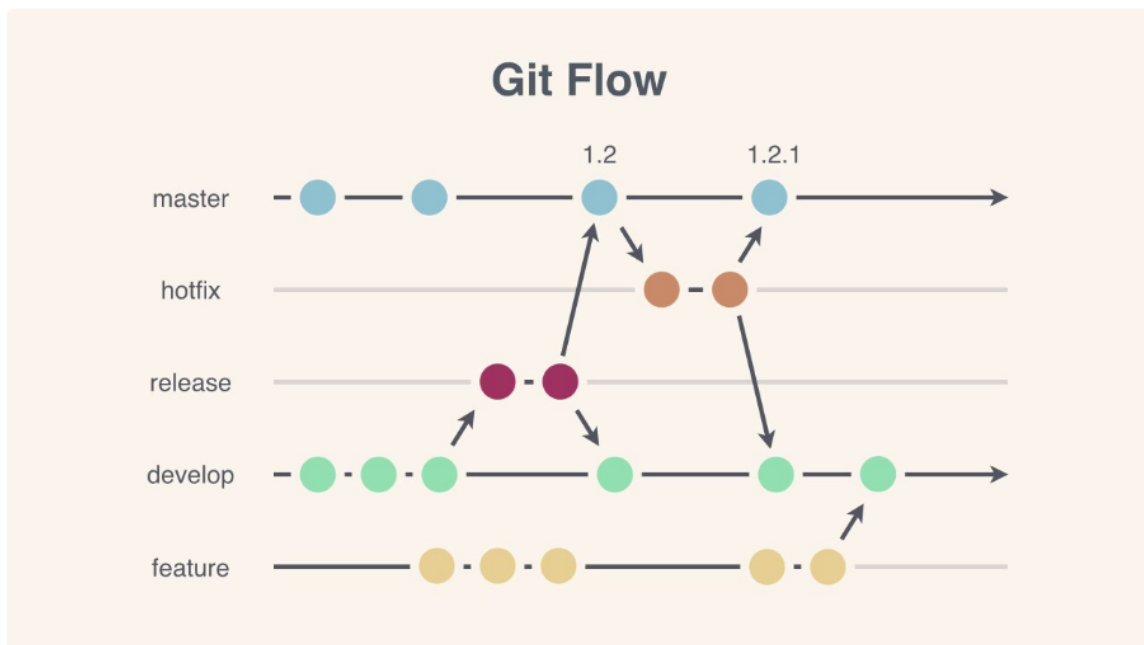 Git Flow
1.2 1.2.1
master
hotfix
release
develop
feature